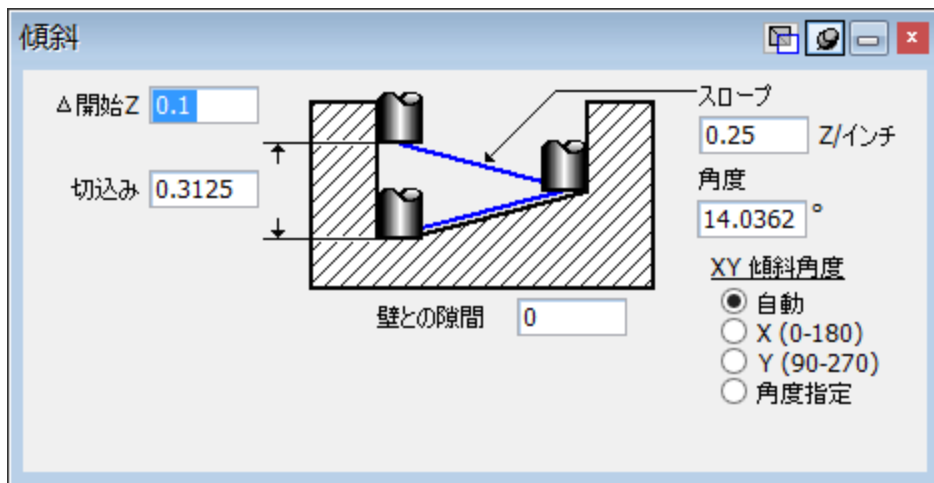 傾斜
Δ開始Z 0.1
切込み 0.3125
スロープ
0.25 Z/インチ
角度
14.0362 °
壁との隙間 0
XY 傾斜角度
自動
X (0-180)
Y (90-270)
角度指定